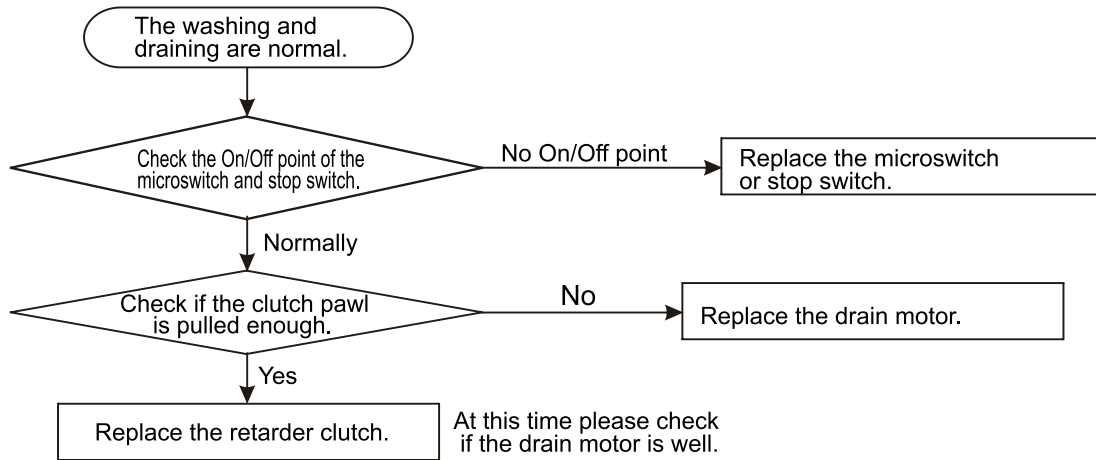 The washing and
draining are normal.
Check the On/Off point of the
microswitch and stop switch.
No On/Off point
Replace the microswitch
or stop switch.
Normally
Check if the clutch pawl
is pulled enough.
No
Replace the drain motor.
Yes
Replace the retarder clutch.
At this time please check
if the drain motor is well.